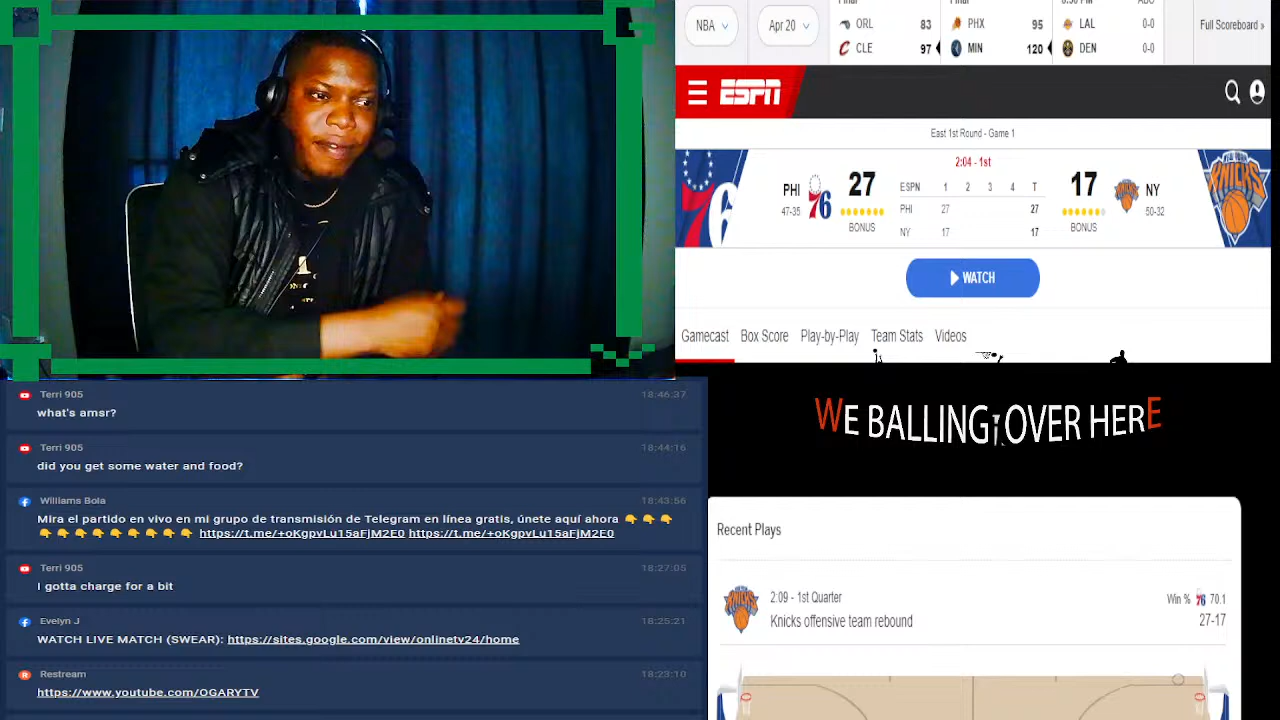 NBA
Apr 20
ORL 83
CLE 97
PHX 95
MIN 120
LAL 0-0
DEN 0-0
Full Scoreboard »
ESPN
East 1st Round - Game 1
2:04 - 1st
PHI
47-35
76
27
BONUS
ESPN 1 2 3 4 T
PHI 27 27
NY 17 17
17
BONUS
NEW YORK KNICKS
NY
50-32
WATCH
Gamecast Box Score Play-by-Play Team Stats Videos
WE BALLING OVER HERE
Recent Plays
2:09 - 1st Quarter
Knicks offensive team rebound
Win % 76 70.1
27-17
Terri 905 18:46:37
what's amsr?
Terri 905 18:44:16
did you get some water and food?
Williams Bola 18:43:56
Mira el partido en vivo en mi grupo de transmisión de Telegram en línea gratis, únete aquí ahora 👇 👇 👇
👇 👇 👇 👇 👇 👇 👇 👇 👇 https://t.me/+oKgpvLu15aFjM2E0 https://t.me/+oKgpvLu15aFjM2E0
Terri 905 18:27:05
I gotta charge for a bit
Evelyn J 18:25:21
WATCH LIVE MATCH (SWEAR): https://sites.google.com/view/onlinetv24/home
Restream 18:23:10
https://www.youtube.com/OGARYTV